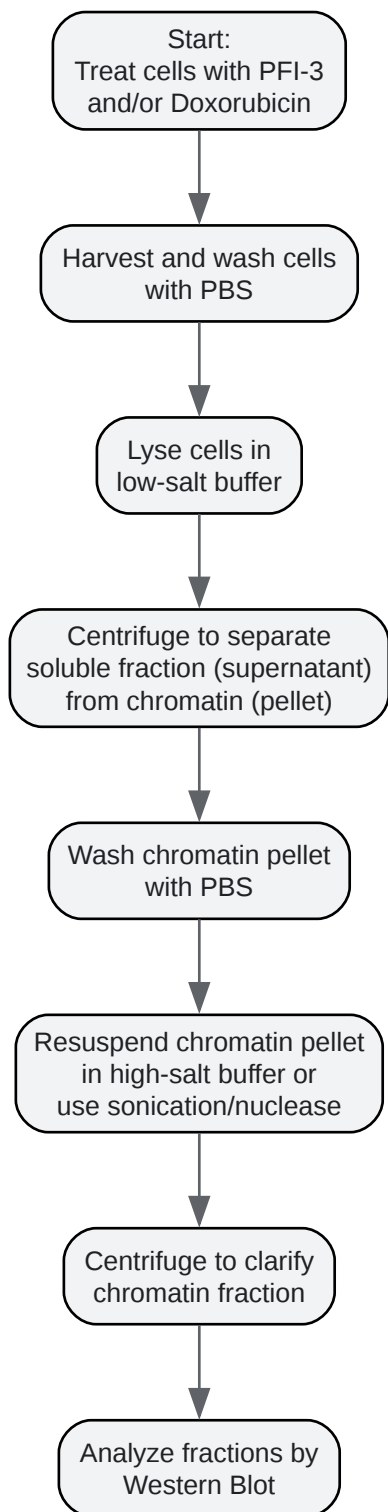 Start:
Treat cells with PFI-3
and/or Doxorubicin
Harvest and wash cells
with PBS
Lyse cells in
low-salt buffer
Centrifuge to separate
soluble fraction (supernatant)
from chromatin (pellet)
Wash chromatin pellet
with PBS
Resuspend chromatin pellet
in high-salt buffer or
use sonication/nuclease
Centrifuge to clarify
chromatin fraction
Analyze fractions by
Western Blot